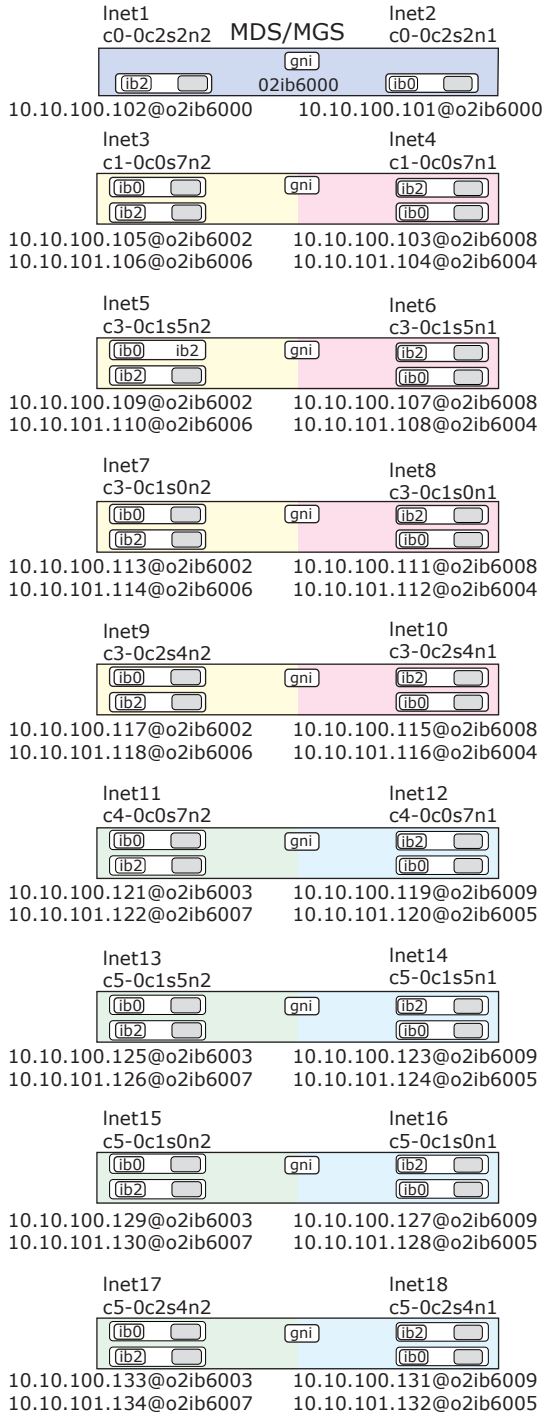 lnet1 lnet2
c0-0c2s2n2 MDS/MGS c0-0c2s2n1
gni
ib2 02ib6000 ib0
10.10.100.102@o2ib6000 10.10.100.101@o2ib6000
lnet3 lnet4
c1-0c0s7n2 c1-0c0s7n1
ib0 gni ib2
ib2 ib0
10.10.100.105@o2ib6002 10.10.100.103@o2ib6008
10.10.101.106@o2ib6006 10.10.101.104@o2ib6004
lnet5 lnet6
c3-0c1s5n2 c3-0c1s5n1
ib0 ib2 gni ib2
ib2 ib0
10.10.100.109@o2ib6002 10.10.100.107@o2ib6008
10.10.101.110@o2ib6006 10.10.101.108@o2ib6004
lnet7 lnet8
c3-0c1s0n2 c3-0c1s0n1
ib0 gni ib2
ib2 ib0
10.10.100.113@o2ib6002 10.10.100.111@o2ib6008
10.10.101.114@o2ib6006 10.10.101.112@o2ib6004
lnet9 lnet10
c3-0c2s4n2 c3-0c2s4n1
ib0 gni ib2
ib2 ib0
10.10.100.117@o2ib6002 10.10.100.115@o2ib6008
10.10.101.118@o2ib6006 10.10.101.116@o2ib6004
lnet11 lnet12
c4-0c0s7n2 c4-0c0s7n1
ib0 gni ib2
ib2 ib0
10.10.100.121@o2ib6003 10.10.100.119@o2ib6009
10.10.101.122@o2ib6007 10.10.101.120@o2ib6005
lnet13 lnet14
c5-0c1s5n2 c5-0c1s5n1
ib0 gni ib2
ib2 ib0
10.10.100.125@o2ib6003 10.10.100.123@o2ib6009
10.10.101.126@o2ib6007 10.10.101.124@o2ib6005
lnet15 lnet16
c5-0c1s0n2 c5-0c1s0n1
ib0 gni ib2
ib2 ib0
10.10.100.129@o2ib6003 10.10.100.127@o2ib6009
10.10.101.130@o2ib6007 10.10.101.128@o2ib6005
lnet17 lnet18
c5-0c2s4n2 c5-0c2s4n1
ib0 gni ib2
ib2 ib0
10.10.100.133@o2ib6003 10.10.100.131@o2ib6009
10.10.101.134@o2ib6007 10.10.101.132@o2ib6005